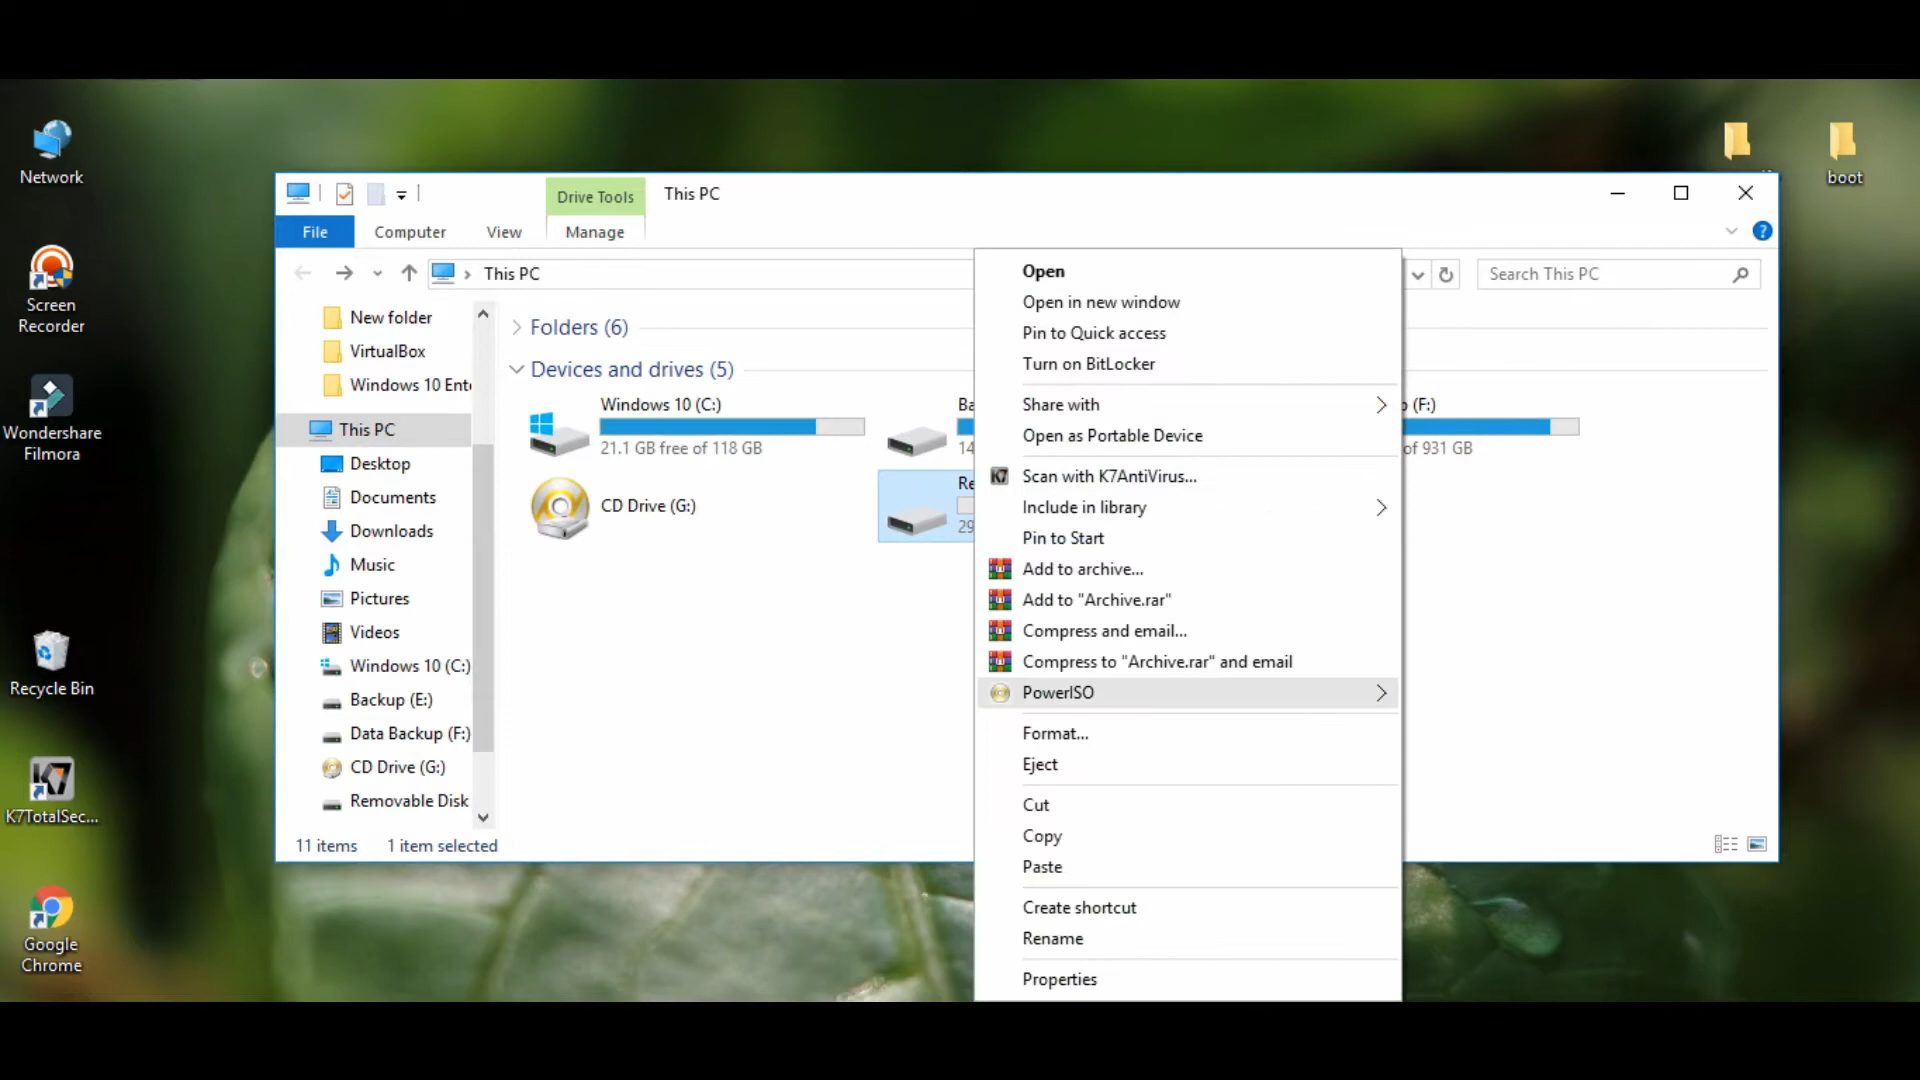 Network
Screen
Recorder
Wondershare
Filmora
Recycle Bin
K7TotalSec...
Google
Chrome
boot
Drive Tools
This PC
File
Computer
View
Manage
This PC
Search This PC
New folder
VirtualBox
Windows 10 Ente
This PC
Desktop
Documents
Downloads
Music
Pictures
Videos
Windows 10 (C:)
Backup (E:)
Data Backup (F:)
CD Drive (G:)
Removable Disk
Folders (6)
Devices and drives (5)
Windows 10 (C:)
21.1 GB free of 118 GB
Ba
14
p (F:)
of 931 GB
CD Drive (G:)
Re
29
Open
Open in new window
Pin to Quick access
Turn on BitLocker
Share with
Open as Portable Device
Scan with K7AntiVirus...
Include in library
Pin to Start
Add to archive...
Add to "Archive.rar"
Compress and email...
Compress to "Archive.rar" and email
PowerISO
Format...
Eject
Cut
Copy
Paste
Create shortcut
Rename
Properties
11 items 1 item selected